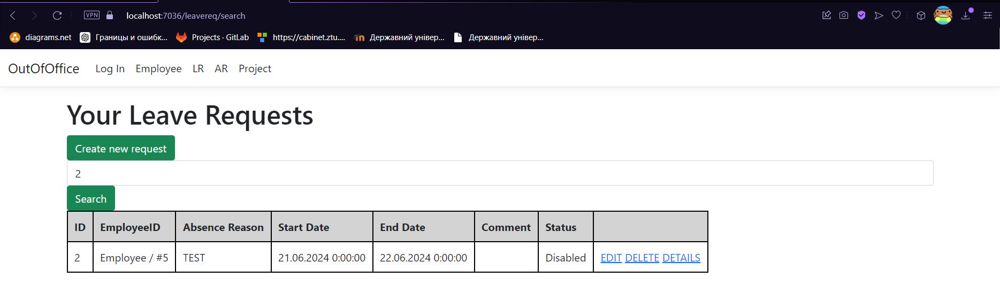 VPN localhost:7036/leavereq/search
diagrams.net Границы и ошибк... Projects · GitLab https://cabinet.ztu.... Державний універ... Державний універ...
OutOfOffice Log In Employee LR AR Project
Your Leave Requests
Create new request
2
Search
ID EmployeeID Absence Reason Start Date End Date Comment Status
2 Employee / #5 TEST 21.06.2024 0:00:00 22.06.2024 0:00:00 Disabled EDIT DELETE DETAILS